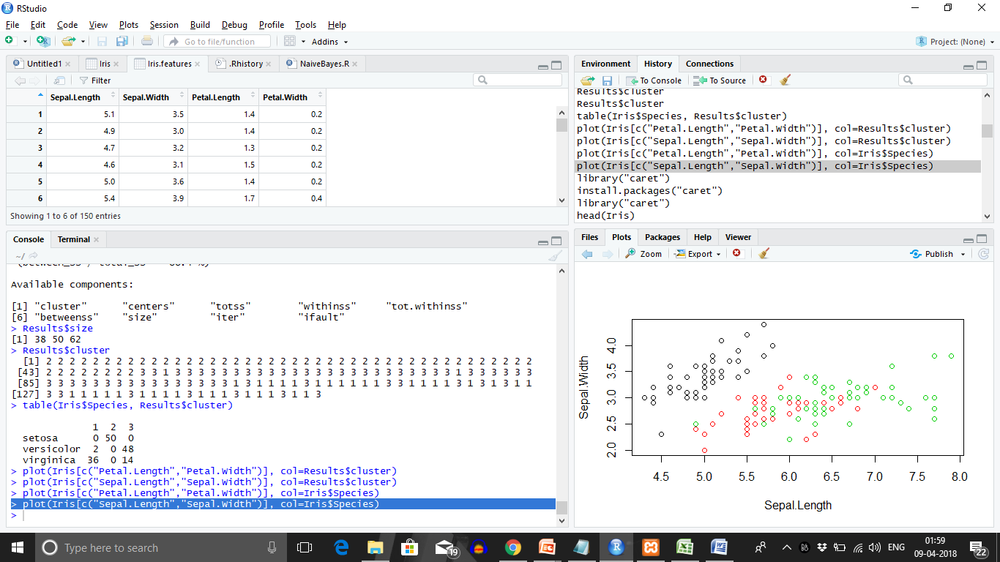 RStudio
File Edit Code View Plots Session Build Debug Profile Tools Help
Go to file/function Addins Project: (None)
Untitled1 Iris Iris.features .Rhistory NaiveBayes.R
Filter
Sepal.Length Sepal.Width Petal.Length Petal.Width
1 5.1 3.5 1.4 0.2
2 4.9 3.0 1.4 0.2
3 4.7 3.2 1.3 0.2
4 4.6 3.1 1.5 0.2
5 5.0 3.6 1.4 0.2
6 5.4 3.9 1.7 0.4
Showing 1 to 6 of 150 entries
Console Terminal
~/
Available components:
[1] "cluster" "centers" "totss" "withinss" "tot.withinss"
[6] "betweenss" "size" "iter" "ifault"
> Results$size
[1] 38 50 62
> Results$cluster
[1] 2 2 2 2 2 2 2 2 2 2 2 2 2 2 2 2 2 2 2 2 2 2 2 2 2 2 2 2 2 2 2 2 2 2 2 2 2 2 2 2 2 2
[43] 2 2 2 2 2 2 2 2 3 3 1 3 3 3 3 3 3 3 3 3 3 3 3 3 3 3 3 3 3 3 3 3 3 3 3 1 3 3 3 3 3 3
[85] 3 3 3 3 3 3 3 3 3 3 3 3 3 3 3 3 1 3 1 1 1 1 3 1 1 1 1 1 1 3 3 1 1 1 1 3 1 3 1 3 1 1
[127] 3 3 1 1 1 1 1 3 1 1 1 1 3 1 1 1 3 1 1 1 3 1 1 3
> table(Iris$Species, Results$cluster)
1 2 3
setosa 0 50 0
versicolor 2 0 48
virginica 36 0 14
> plot(Iris[c("Petal.Length","Petal.Width")], col=Results$cluster)
> plot(Iris[c("Sepal.Length","Sepal.Width")], col=Results$cluster)
> plot(Iris[c("Petal.Length","Petal.Width")], col=Iris$Species)
> plot(Iris[c("Sepal.Length","Sepal.Width")], col=Iris$Species)
>
Environment History Connections
To Console To Source
Results$cluster
Results$cluster
table(Iris$Species, Results$cluster)
plot(Iris[c("Petal.Length","Petal.Width")], col=Results$cluster)
plot(Iris[c("Sepal.Length","Sepal.Width")], col=Results$cluster)
plot(Iris[c("Petal.Length","Petal.Width")], col=Iris$Species)
plot(Iris[c("Sepal.Length","Sepal.Width")], col=Iris$Species)
library("caret")
install.packages("caret")
library("caret")
head(Iris)
Files Plots Packages Help Viewer
Zoom Export Publish
Sepal.Width
2.0 2.5 3.0 3.5 4.0
4.5 5.0 5.5 6.0 6.5 7.0 7.5 8.0
Sepal.Length
Type here to search
19
ENG
01:59
09-04-2018
22